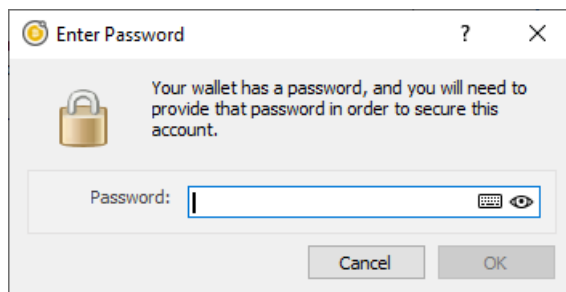 Enter Password
?
Your wallet has a password, and you will need to
provide that password in order to secure this
account.
Password:
Cancel
OK